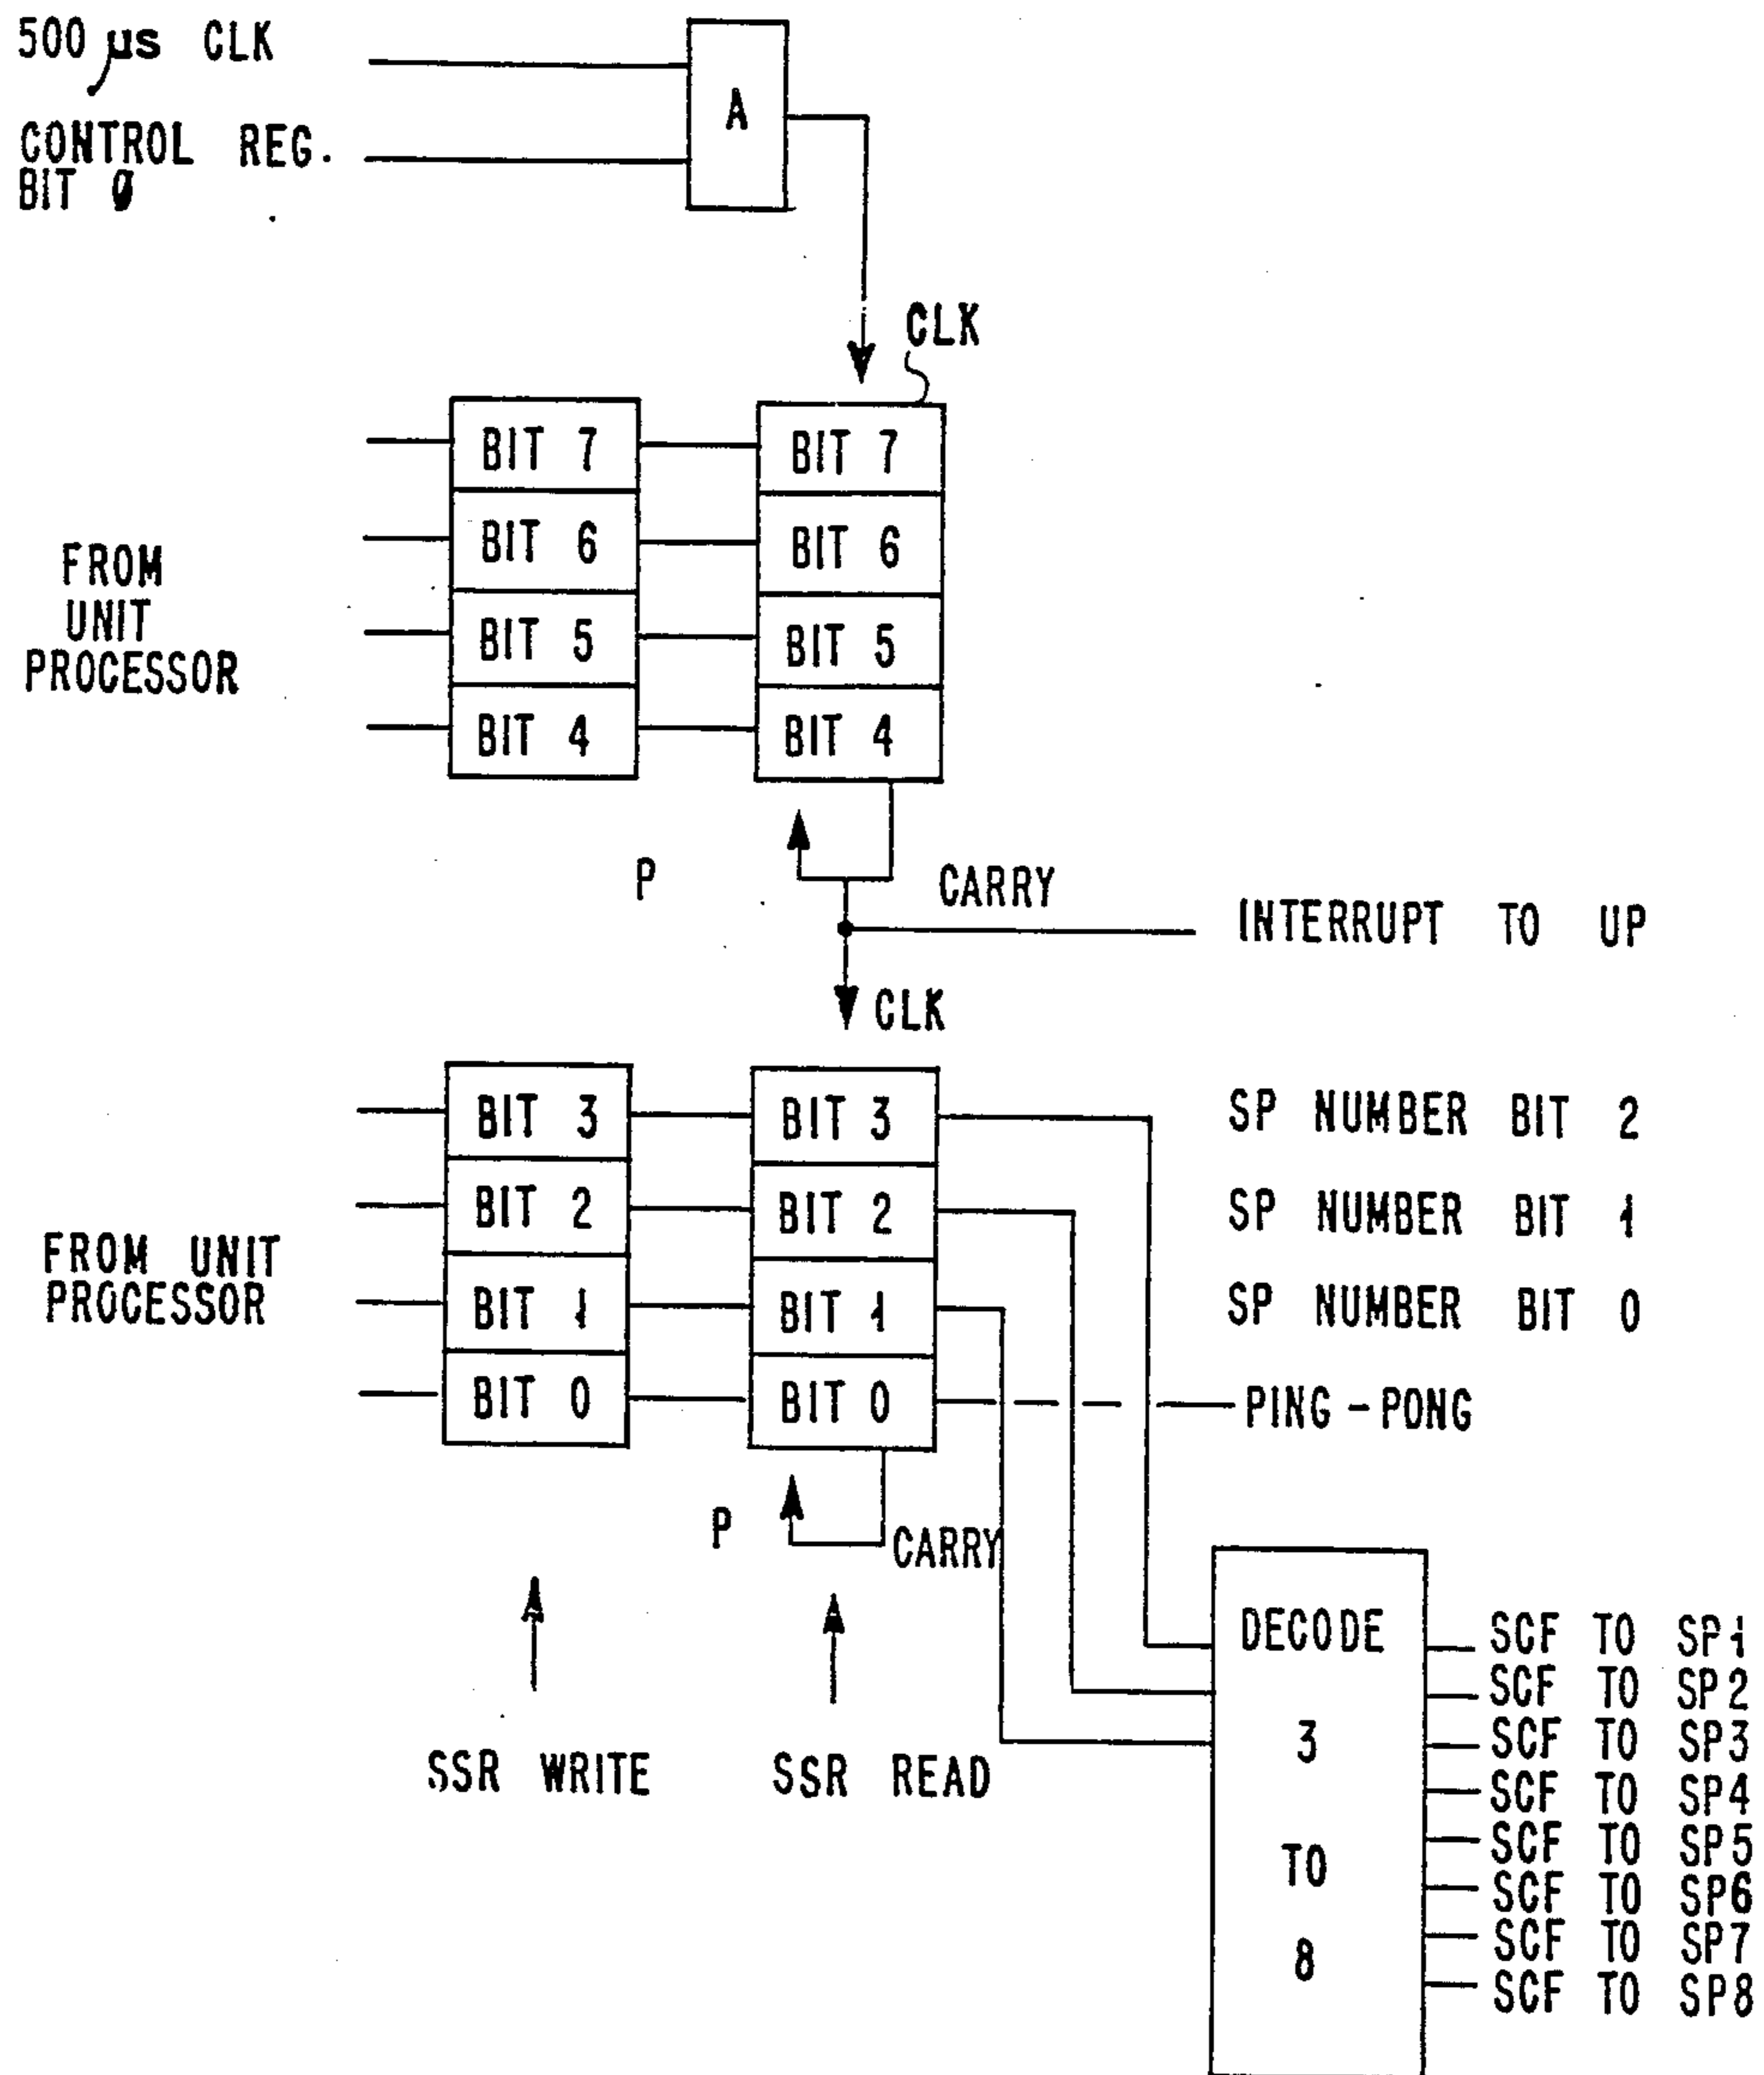 500 µs CLK
CONTROL REG.
BIT 0
A
CLK
BIT 7
BIT 7
BIT 6
BIT 6
BIT 5
BIT 5
BIT 4
BIT 4
FROM
UNIT
PROCESSOR
P
CARRY
INTERRUPT TO UP
CLK
BIT 3
BIT 3
SP NUMBER BIT 2
BIT 2
BIT 2
SP NUMBER BIT 1
BIT 1
BIT 1
SP NUMBER BIT 0
BIT 0
BIT 0
PING-PONG
FROM UNIT
PROCESSOR
P
CARRY
SSR WRITE
SSR READ
DECODE
3
TO
8
SCF TO SP1
SCF TO SP2
SCF TO SP3
SCF TO SP4
SCF TO SP5
SCF TO SP6
SCF TO SP7
SCF TO SP8